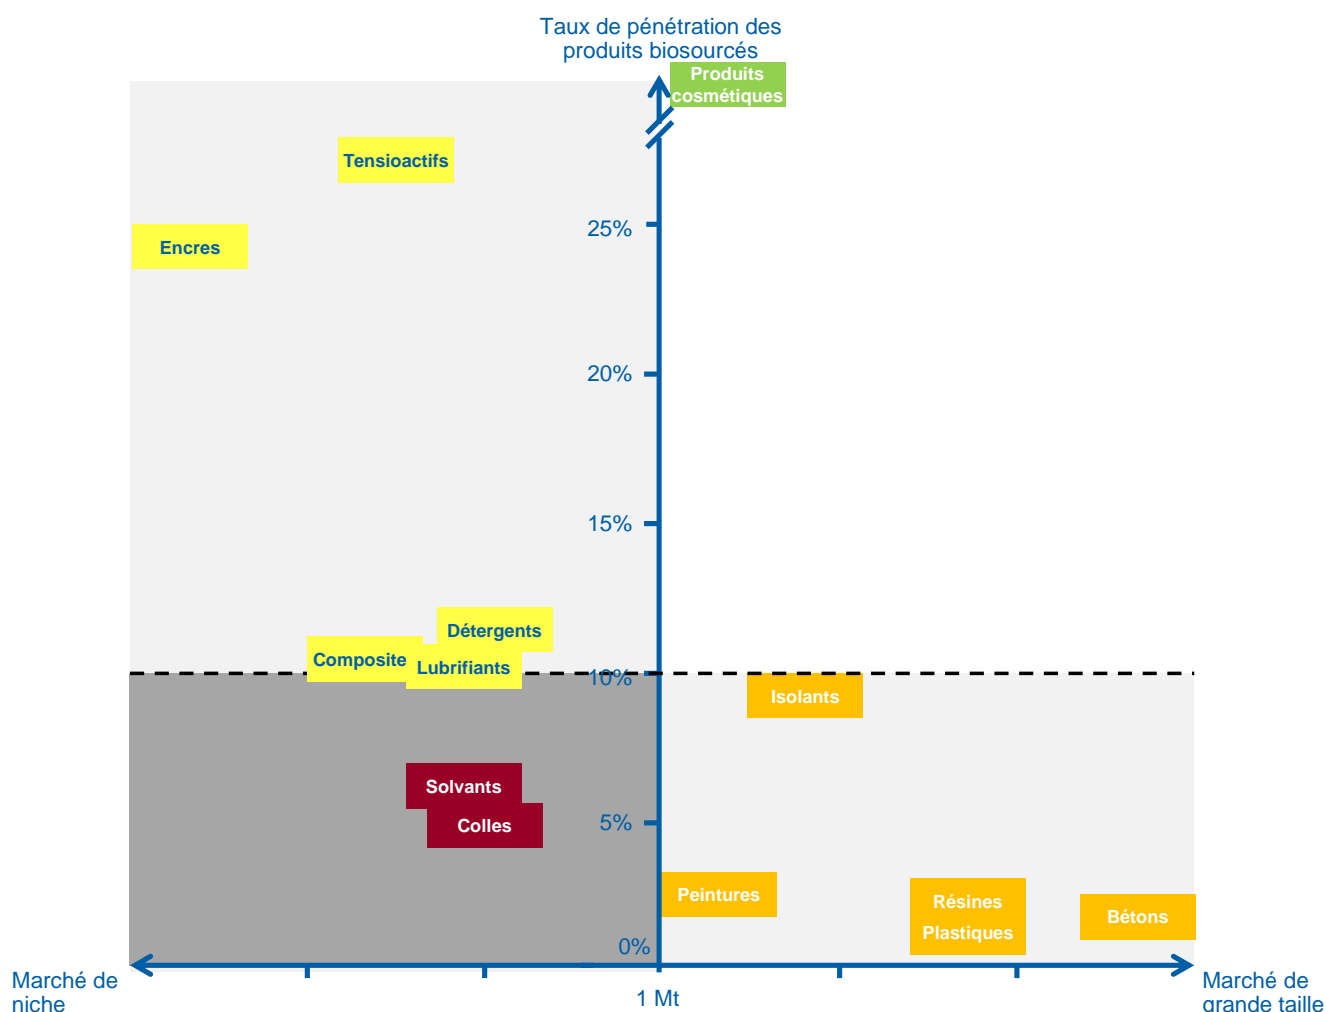 Taux de pénétration des
produits biosourcés
Produits
cosmétiques
Tensioactifs
25%
Encres
20%
15%
Détergents
Composite
Lubrifiants
10%
Isolants
Solvants
5%
Colles
Peintures
Résines
Plastiques
Bétons
0%
Marché de
niche
1 Mt
Marché de
grande taille